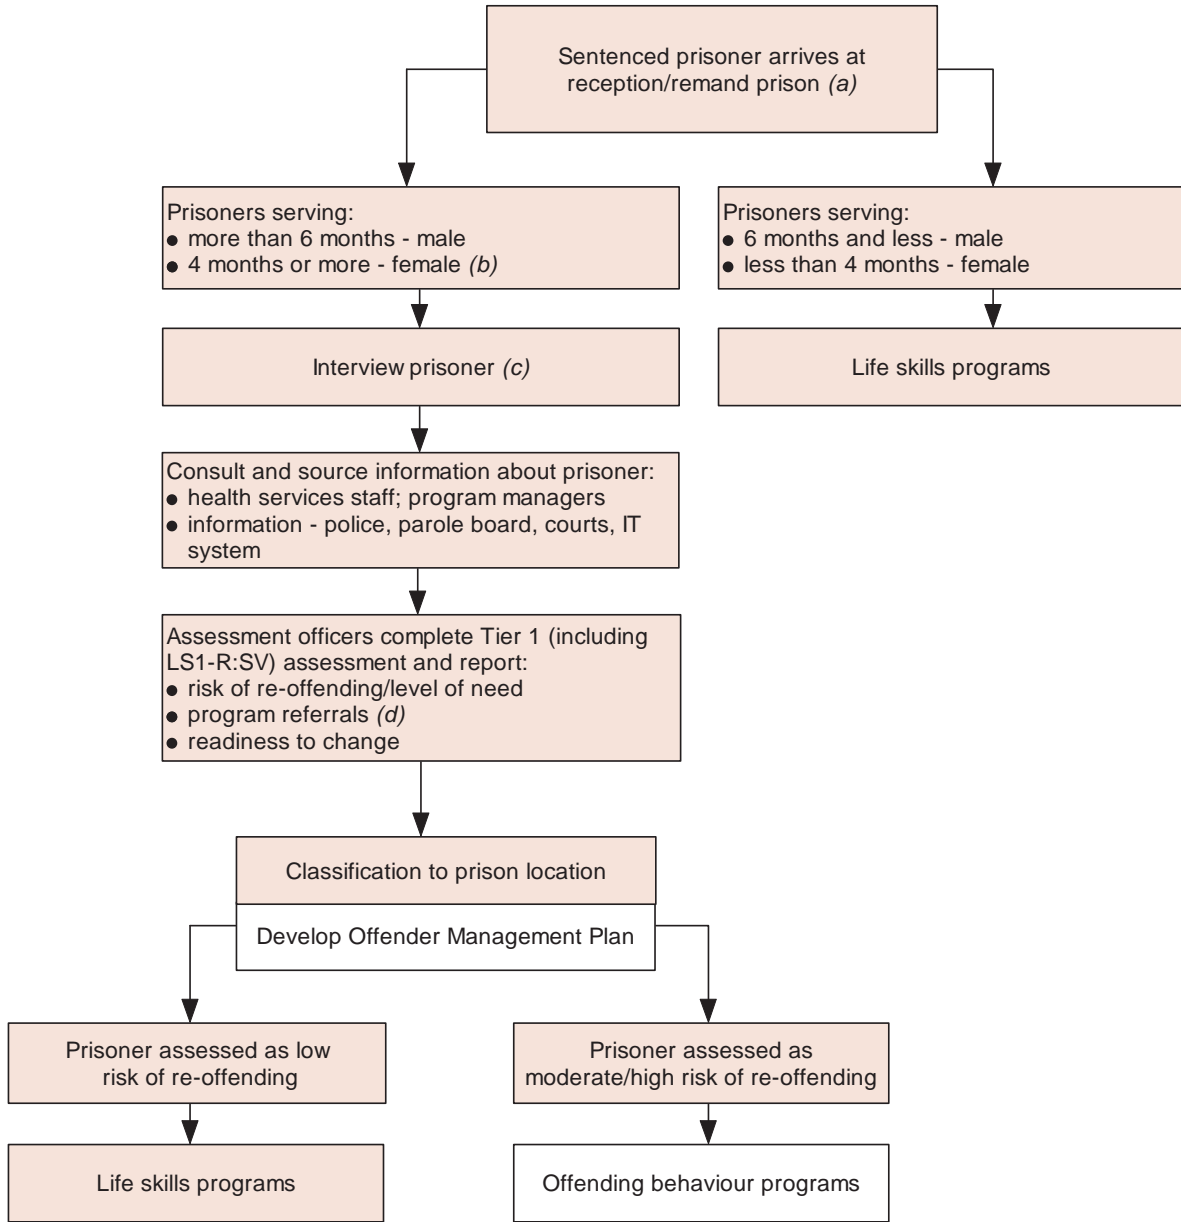 Sentenced prisoner arrives at
reception/remand prison (a)
Prisoners serving:
● more than 6 months - male
● 4 months or more - female (b)
Prisoners serving:
● 6 months and less - male
● less than 4 months - female
Interview prisoner (c)
Life skills programs
Consult and source information about prisoner:
● health services staff; program managers
● information - police, parole board, courts, IT
system
Assessment officers complete Tier 1 (including
LS1-R:SV) assessment and report:
● risk of re-offending/level of need
● program referrals (d)
● readiness to change
Classification to prison location
Develop Offender Management Plan
Prisoner assessed as low
risk of re-offending
Prisoner assessed as
moderate/high risk of re-offending
Life skills programs
Offending behaviour programs